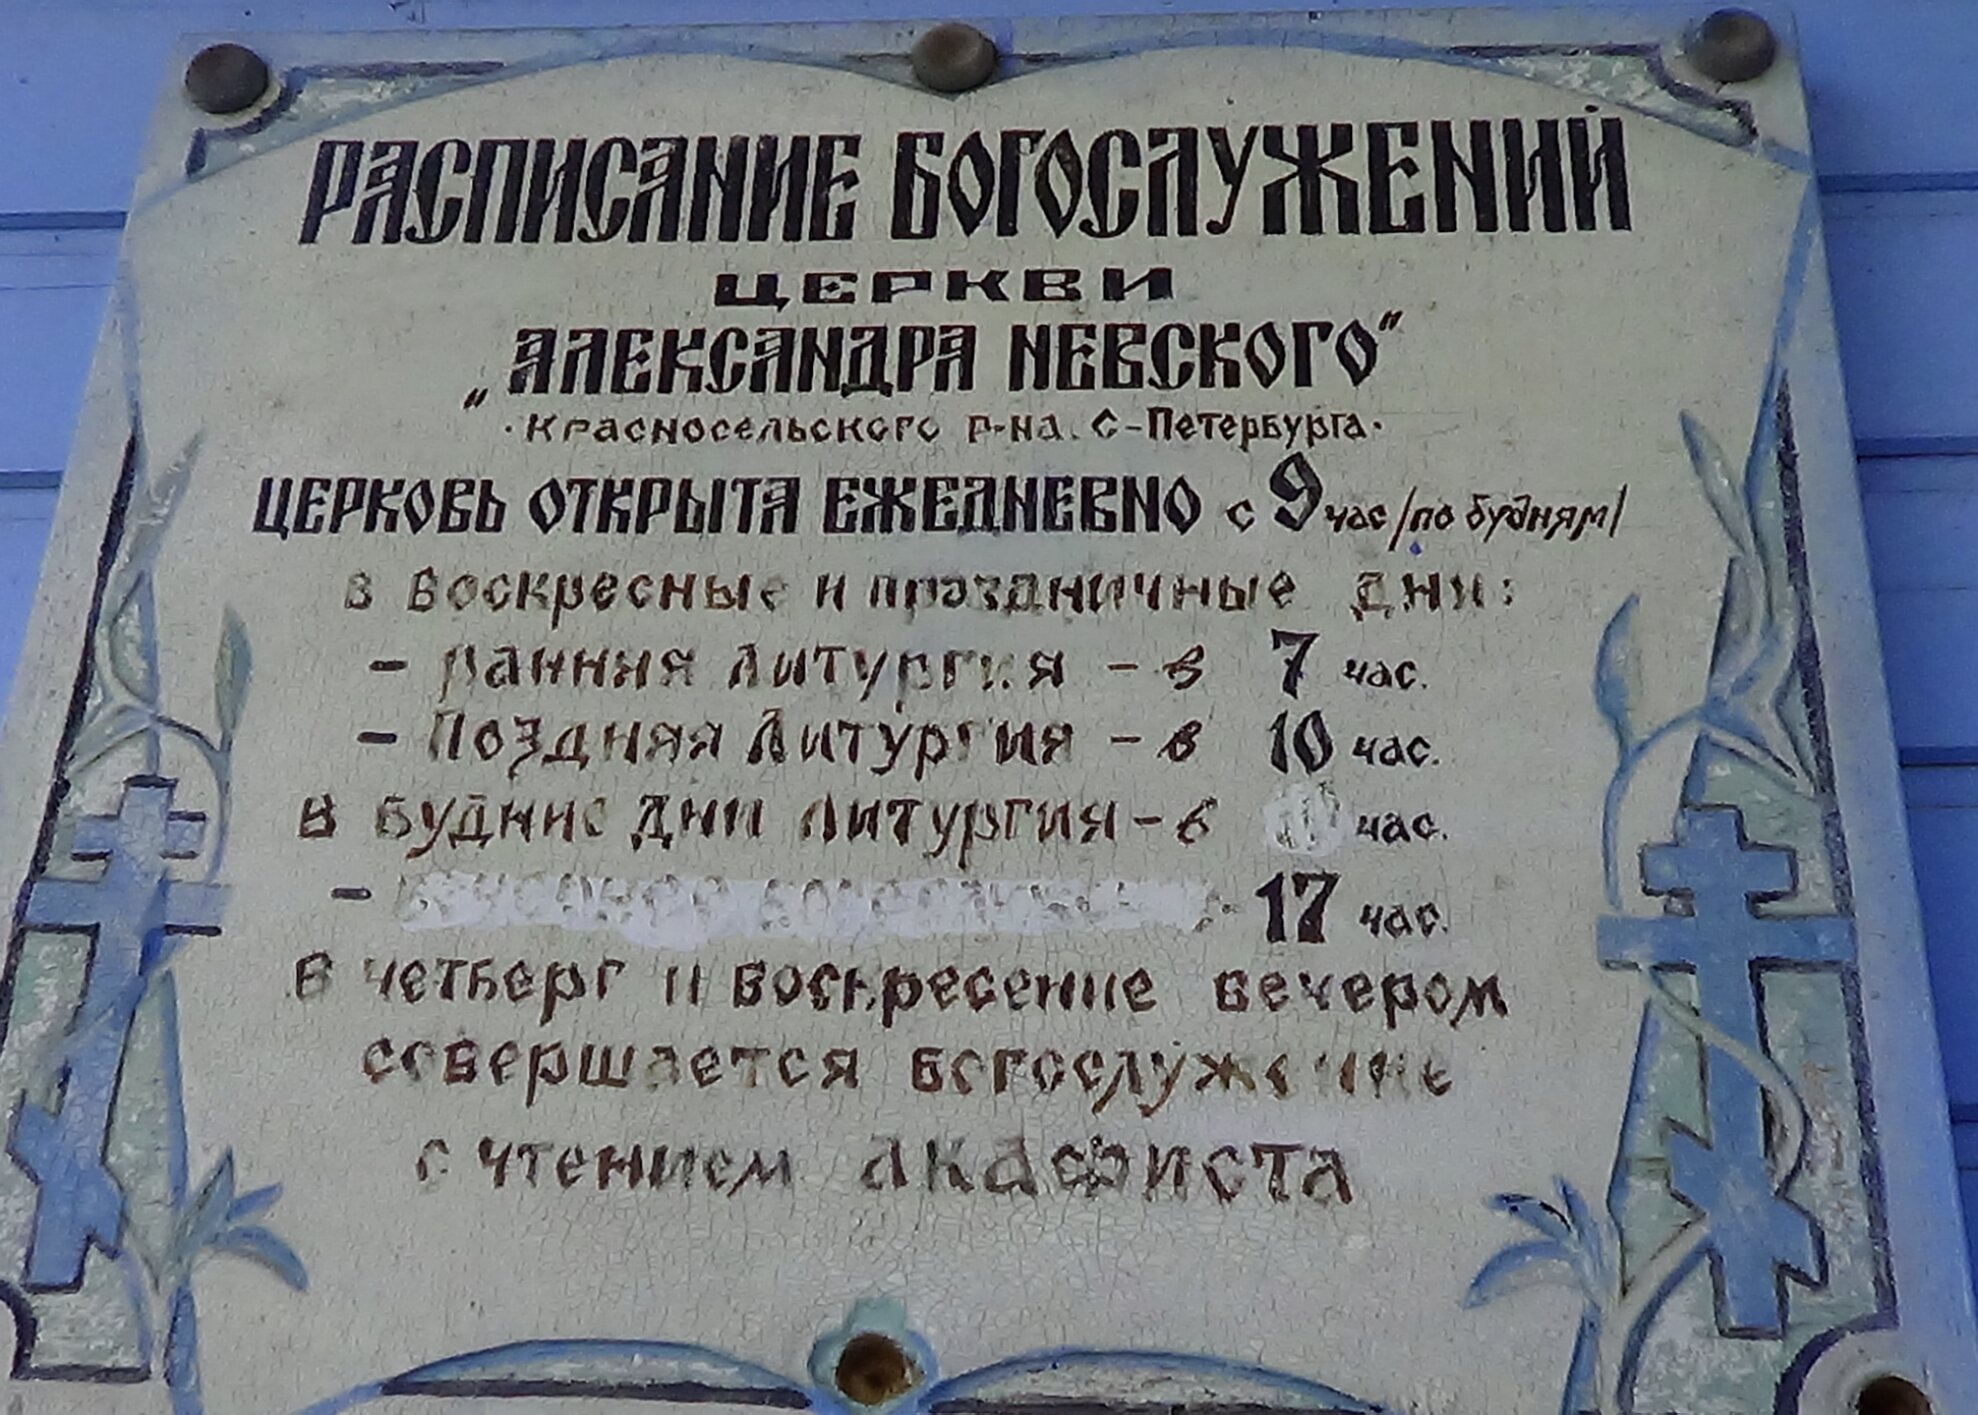 РАСПИСАНИЕ БОГОСЛУЖЕНИЙ
ЦЕРКВИ
„АЛЕКСАНДРА НЕВСКОГО"
·Красносельского р-на. С-Петербурга·
ЦЕРКОВЬ ОТКРЫТА ЕЖЕДНЕВНО с 9 час /по будням/
в воскресные и праздничные дни:
- Ранняя Литургия - в 7 час.
- Поздняя Литургия - в 10 час.
в будние дни литургия - в час.
- 17 час.
в четверг и воскресение вечером
совершается богослужение
с чтением акафиста